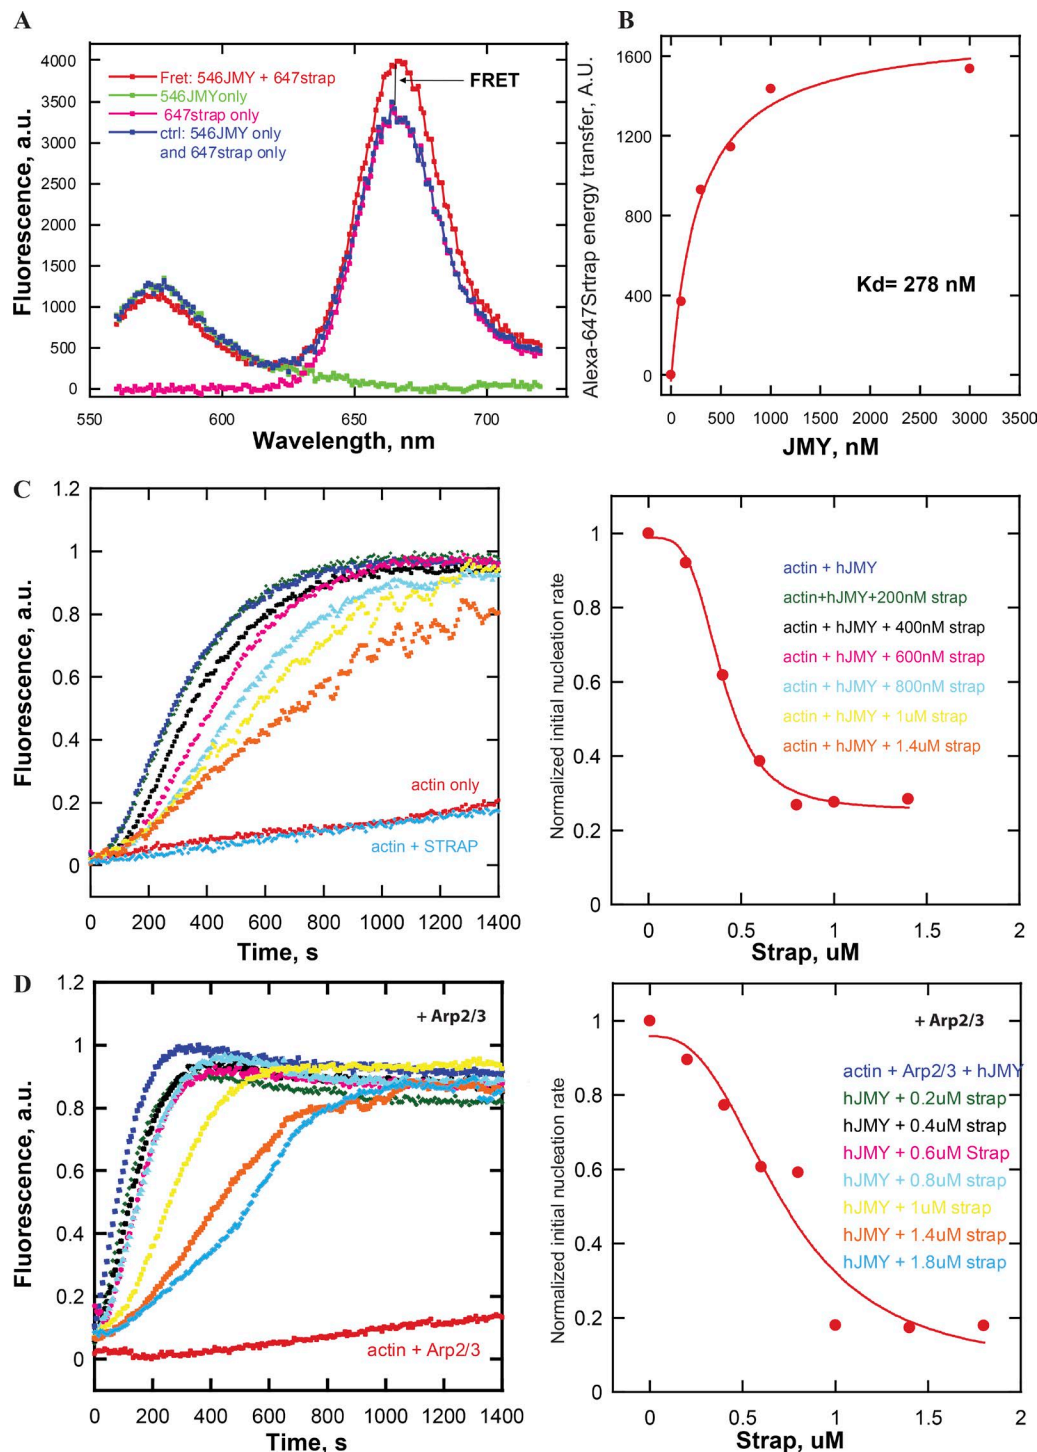 A
Fluorescence, a.u.
4000
3500
3000
2500
2000
1500
1000
500
0
Fret: 546JMY + 647strap
546JMYonly
647strap only
ctrl: 546JMY only
and 647strap only
FRET
550
600
650
700
Wavelength, nm
B
Alexa-647Srtrap energy transfer, A.U.
1600
1200
800
400
0
Kd= 278 nM
0
500
1000
1500
2000
2500
3000
3500
JMY, nM
C
Fluorescence, a.u.
1.2
1
0.8
0.6
0.4
0.2
0
actin only
actin + STRAP
0
200
400
600
800
1000
1200
1400
Time, s
Normalized initial nucleation rate
1
0.8
0.6
0.4
0.2
0
actin + hJMY
actin+hJMY+200nM strap
actin + hJMY + 400nM strap
actin + hJMY + 600nM strap
actin + hJMY + 800nM strap
actin + hJMY + 1uM strap
actin + hJMY + 1.4uM strap
0
0.5
1
1.5
2
Strap, uM
D
Fluorescence, a.u.
1.2
1
0.8
0.6
0.4
0.2
0
+ Arp2/3
actin + Arp2/3
0
200
400
600
800
1000
1200
1400
Time, s
Normalized initial nucleation rate
1
0.8
0.6
0.4
0.2
0
+ Arp2/3
actin + Arp2/3 + hJMY
hJMY + 0.2uM strap
hJMY + 0.4uM strap
hJMY + 0.6uM Strap
hJMY + 0.8uM strap
hJMY + 1uM strap
hJMY + 1.4uM strap
hJMY + 1.8uM strap
0
0.5
1
1.5
2
Strap, uM